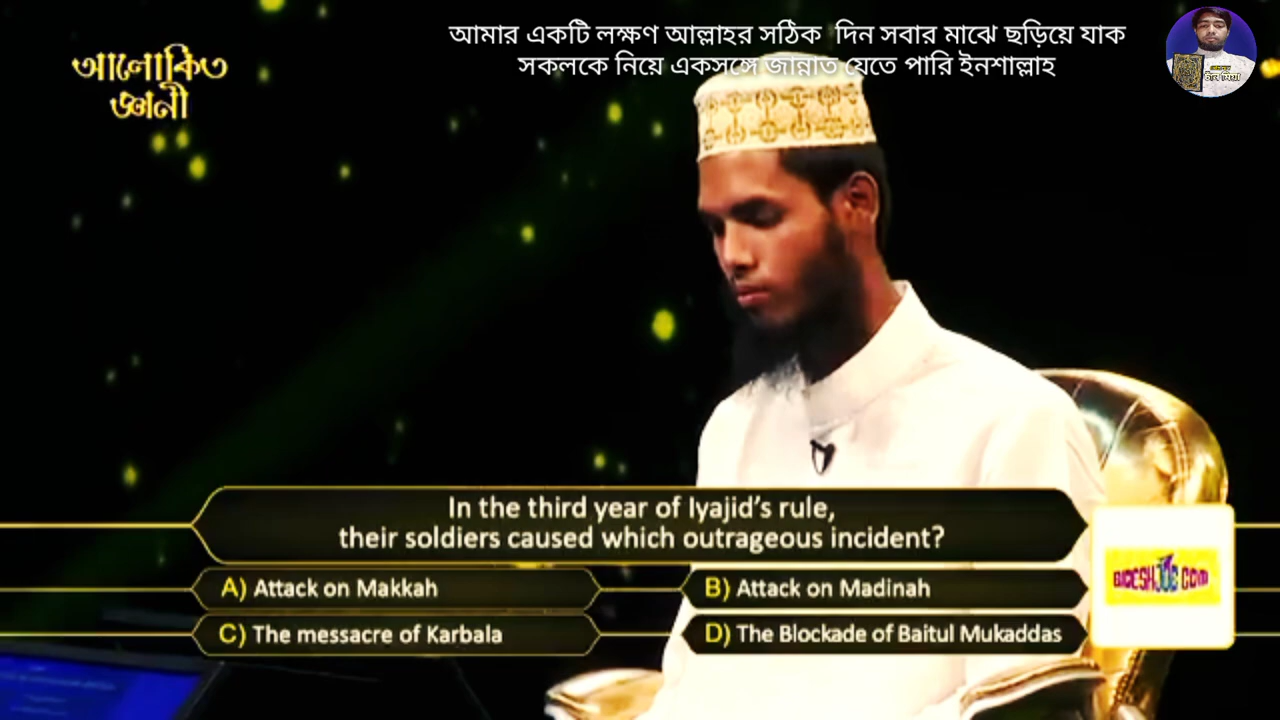 আমার একটি লক্ষণ আল্লাহর সঠিক দিন সবার মাঝে ছড়িয়ে যাক
সকলকে নিয়ে একসঙ্গে জান্নাত যেতে পারি ইনশাল্লাহ
আলোকিত
জ্ঞানী
In the third year of Iyajid's rule,
their soldiers caused which outrageous incident?
A) Attack on Makkah
B) Attack on Madinah
C) The messacre of Karbala
D) The Blockade of Baitul Mukaddas
BIDESHJOB.COM